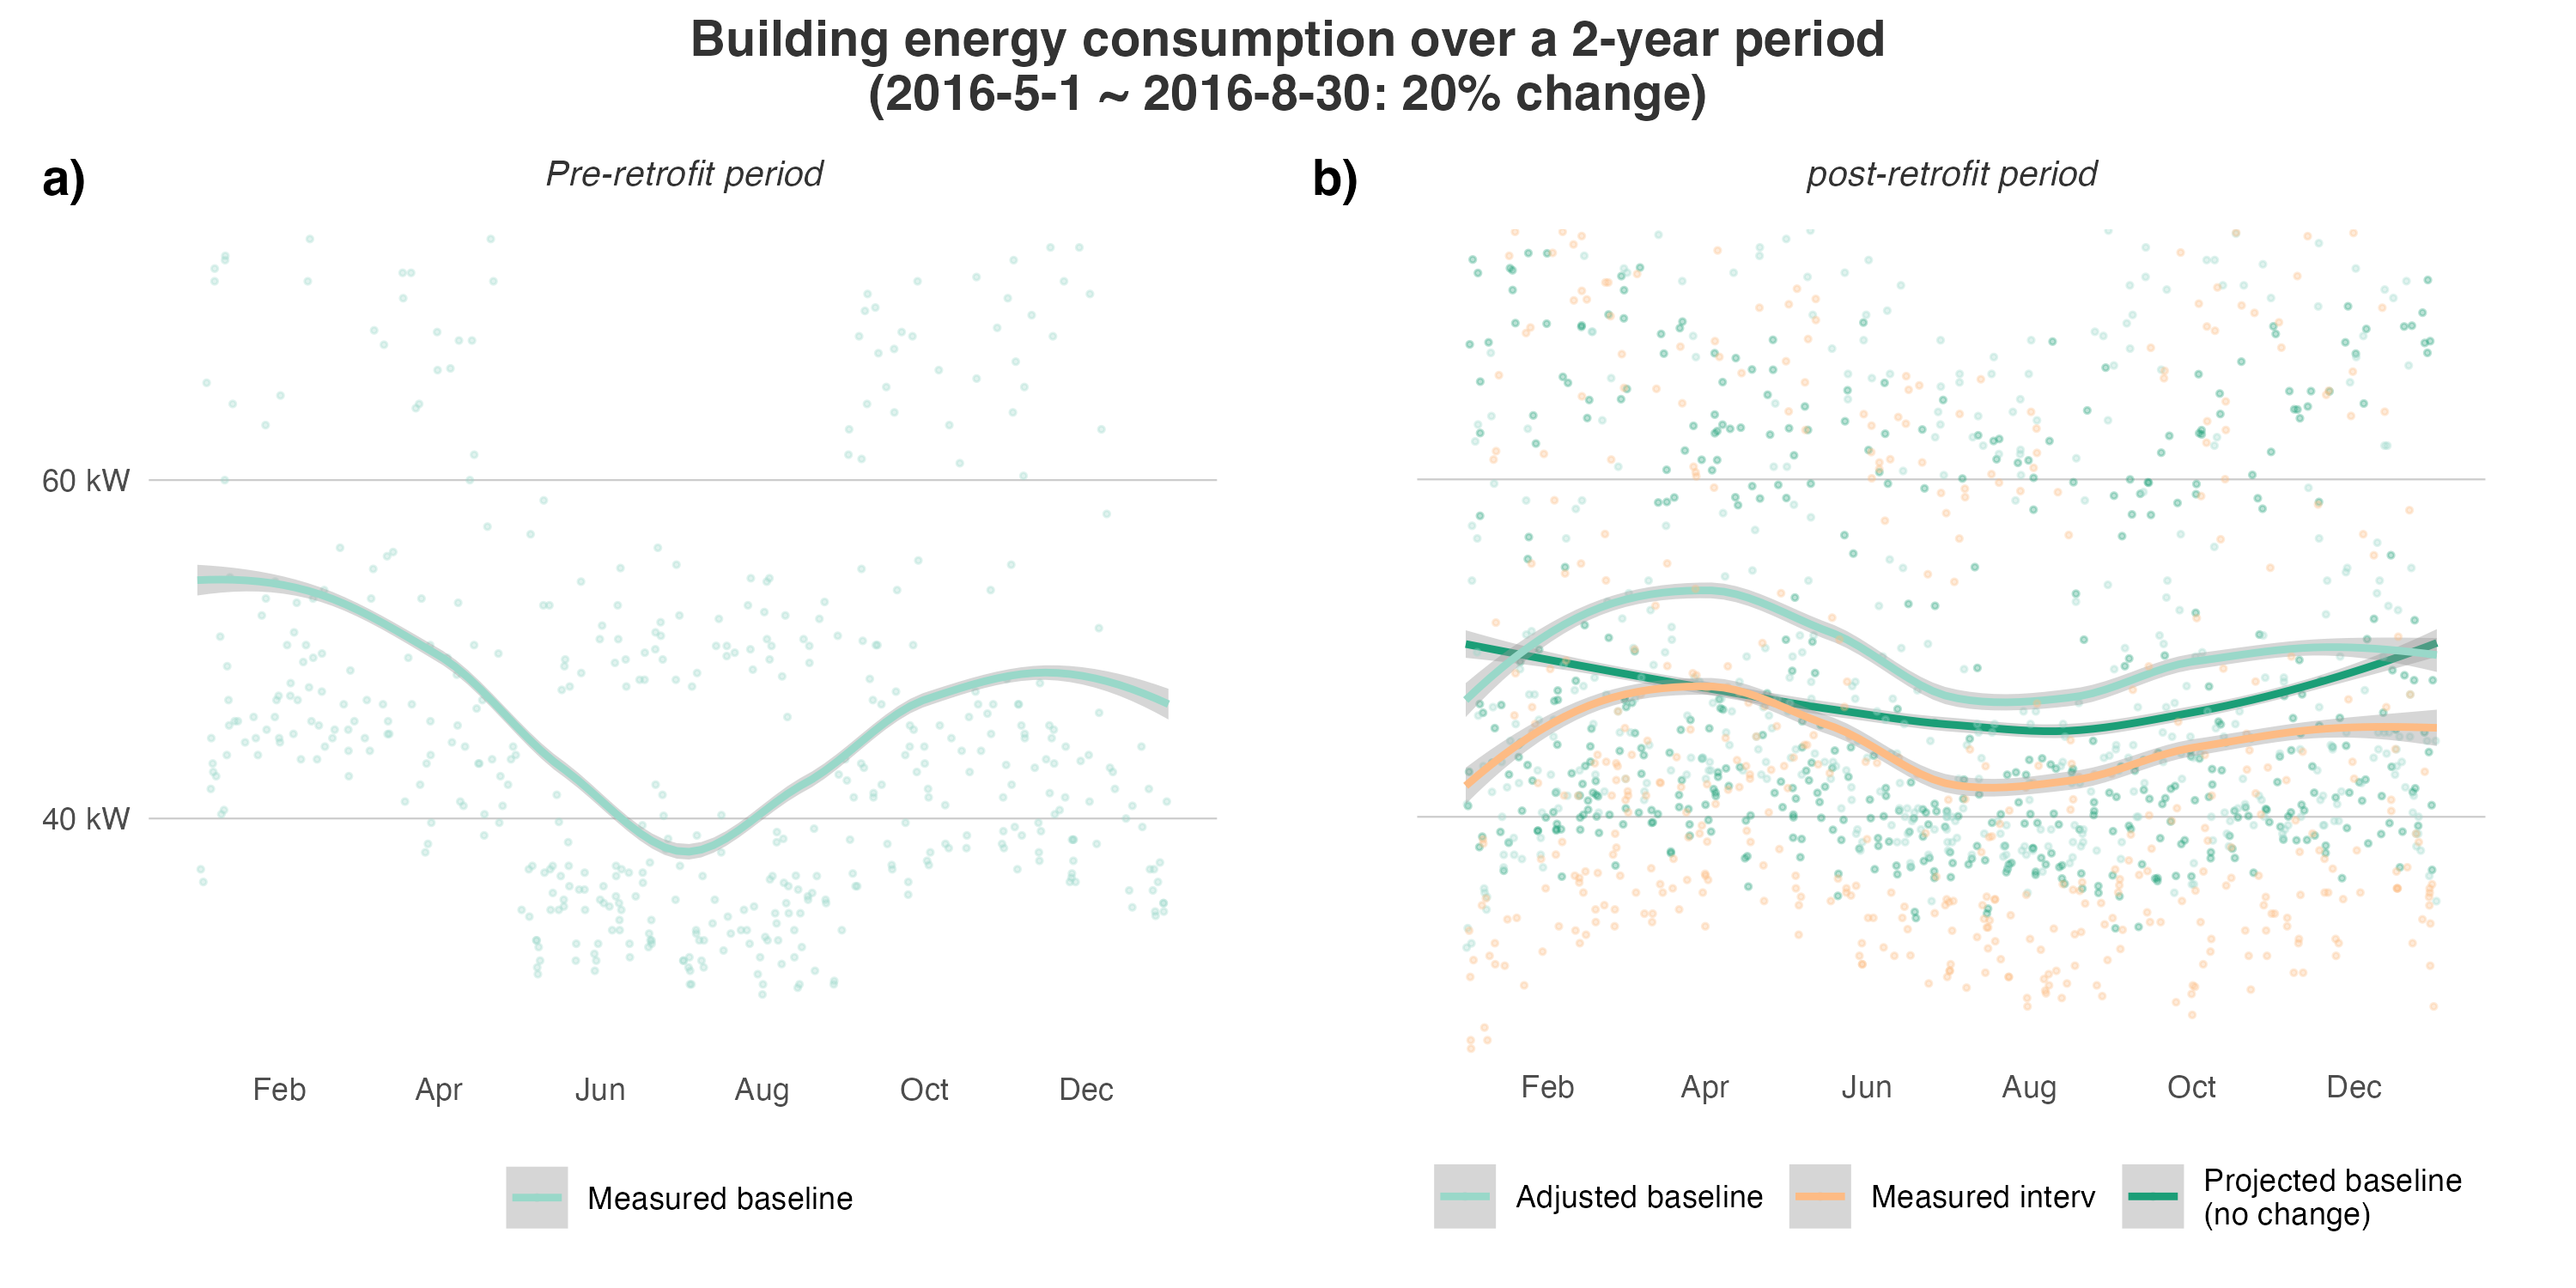 Building energy consumption over a 2-year period
(2016-5-1 ~ 2016-8-30: 20% change)
a)
Pre-retrofit period
60 kW
40 kW
Feb Apr Jun Aug Oct Dec
Measured baseline
b)
post-retrofit period
Feb Apr Jun Aug Oct Dec
Adjusted baseline
Measured interv
Projected baseline
(no change)